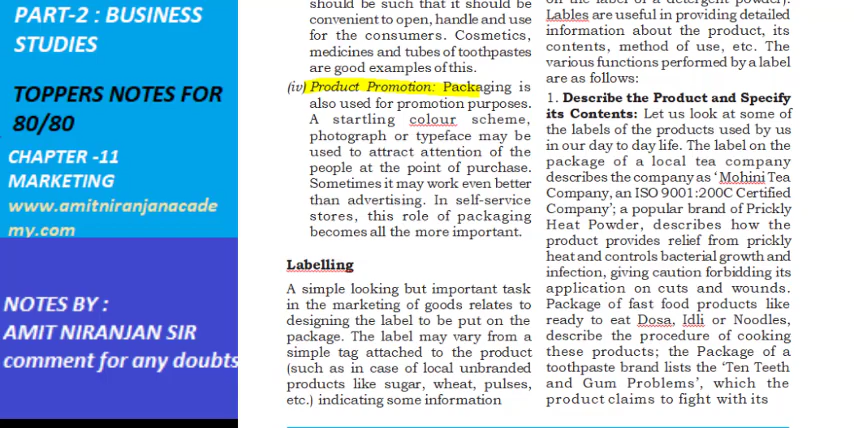 PART-2 : BUSINESS
STUDIES
TOPPERS NOTES FOR
80/80
CHAPTER -11
MARKETING
www.amitniranjanacade
my.com
NOTES BY :
AMIT NIRANJAN SIR
comment for any doubts
should be such that it should be
convenient to open, handle and use
for the consumers. Cosmetics,
medicines and tubes of toothpastes
are good examples of this.
(iv) Product Promotion: Packaging is
also used for promotion purposes.
A startling colour scheme,
photograph or typeface may be
used to attract attention of the
people at the point of purchase.
Sometimes it may work even better
than advertising. In self-service
stores, this role of packaging
becomes all the more important.
Labelling
A simple looking but important task
in the marketing of goods relates to
designing the label to be put on the
package. The label may vary from a
simple tag attached to the product
(such as in case of local unbranded
products like sugar, wheat, pulses,
etc.) indicating some information
on the label of a detergent powder).
Lables are useful in providing detailed
information about the product, its
contents, method of use, etc. The
various functions performed by a label
are as follows:
1. Describe the Product and Specify
its Contents: Let us look at some of
the labels of the products used by us
in our day to day life. The label on the
package of a local tea company
describes the company as ‘Mohini Tea
Company, an ISO 9001:200C Certified
Company’; a popular brand of Prickly
Heat Powder, describes how the
product provides relief from prickly
heat and controls bacterial growth and
infection, giving caution forbidding its
application on cuts and wounds.
Package of fast food products like
ready to eat Dosa, Idli or Noodles,
describe the procedure of cooking
these products; the Package of a
toothpaste brand lists the ‘Ten Teeth
and Gum Problems’, which the
product claims to fight with its